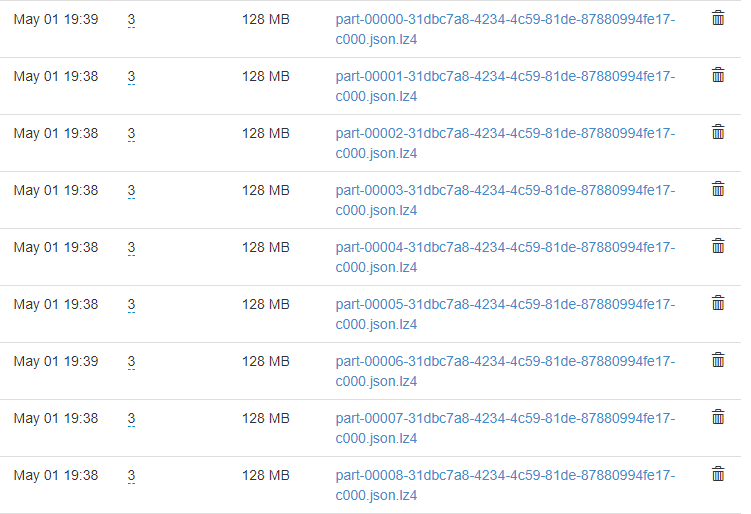 May 01 19:39 3 128 MB part-00000-31dbc7a8-4234-4c59-81de-87880994fe17-
c000.json.lz4
May 01 19:38 3 128 MB part-00001-31dbc7a8-4234-4c59-81de-87880994fe17-
c000.json.lz4
May 01 19:38 3 128 MB part-00002-31dbc7a8-4234-4c59-81de-87880994fe17-
c000.json.lz4
May 01 19:38 3 128 MB part-00003-31dbc7a8-4234-4c59-81de-87880994fe17-
c000.json.lz4
May 01 19:38 3 128 MB part-00004-31dbc7a8-4234-4c59-81de-87880994fe17-
c000.json.lz4
May 01 19:38 3 128 MB part-00005-31dbc7a8-4234-4c59-81de-87880994fe17-
c000.json.lz4
May 01 19:39 3 128 MB part-00006-31dbc7a8-4234-4c59-81de-87880994fe17-
c000.json.lz4
May 01 19:38 3 128 MB part-00007-31dbc7a8-4234-4c59-81de-87880994fe17-
c000.json.lz4
May 01 19:38 3 128 MB part-00008-31dbc7a8-4234-4c59-81de-87880994fe17-
c000.json.lz4